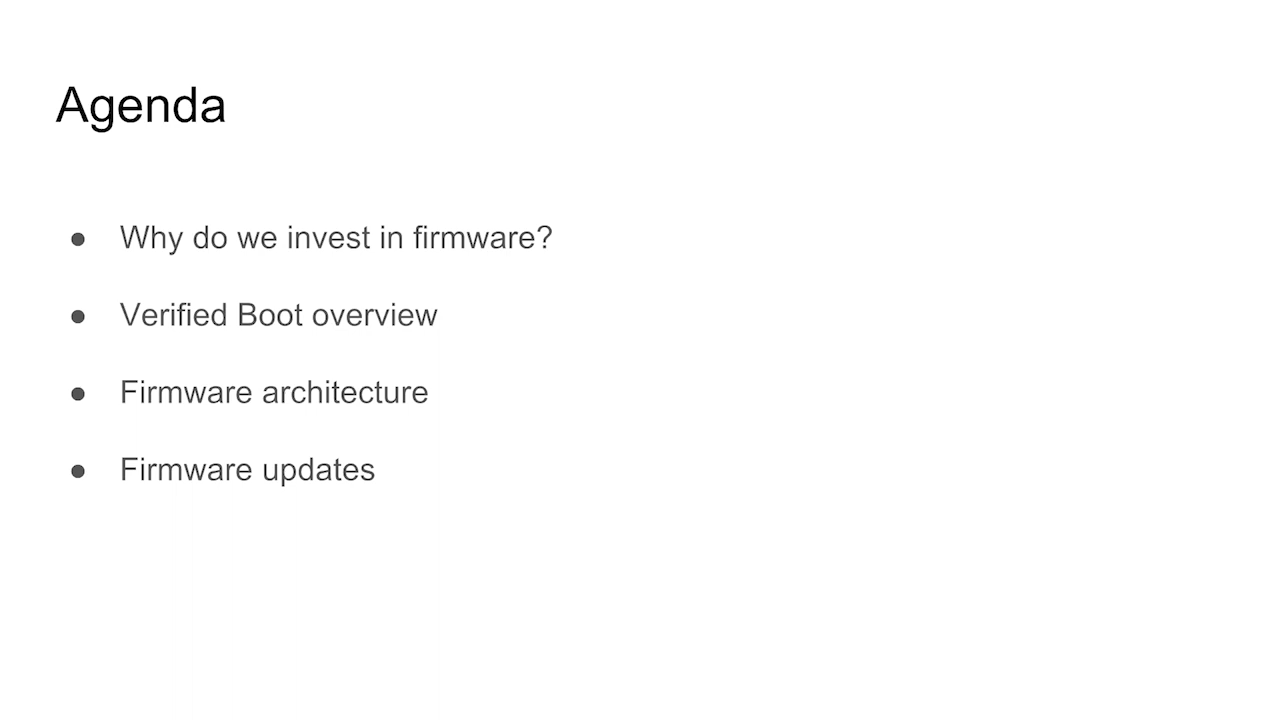 Agenda
● Why do we invest in firmware?
● Verified Boot overview
● Firmware architecture
● Firmware updates